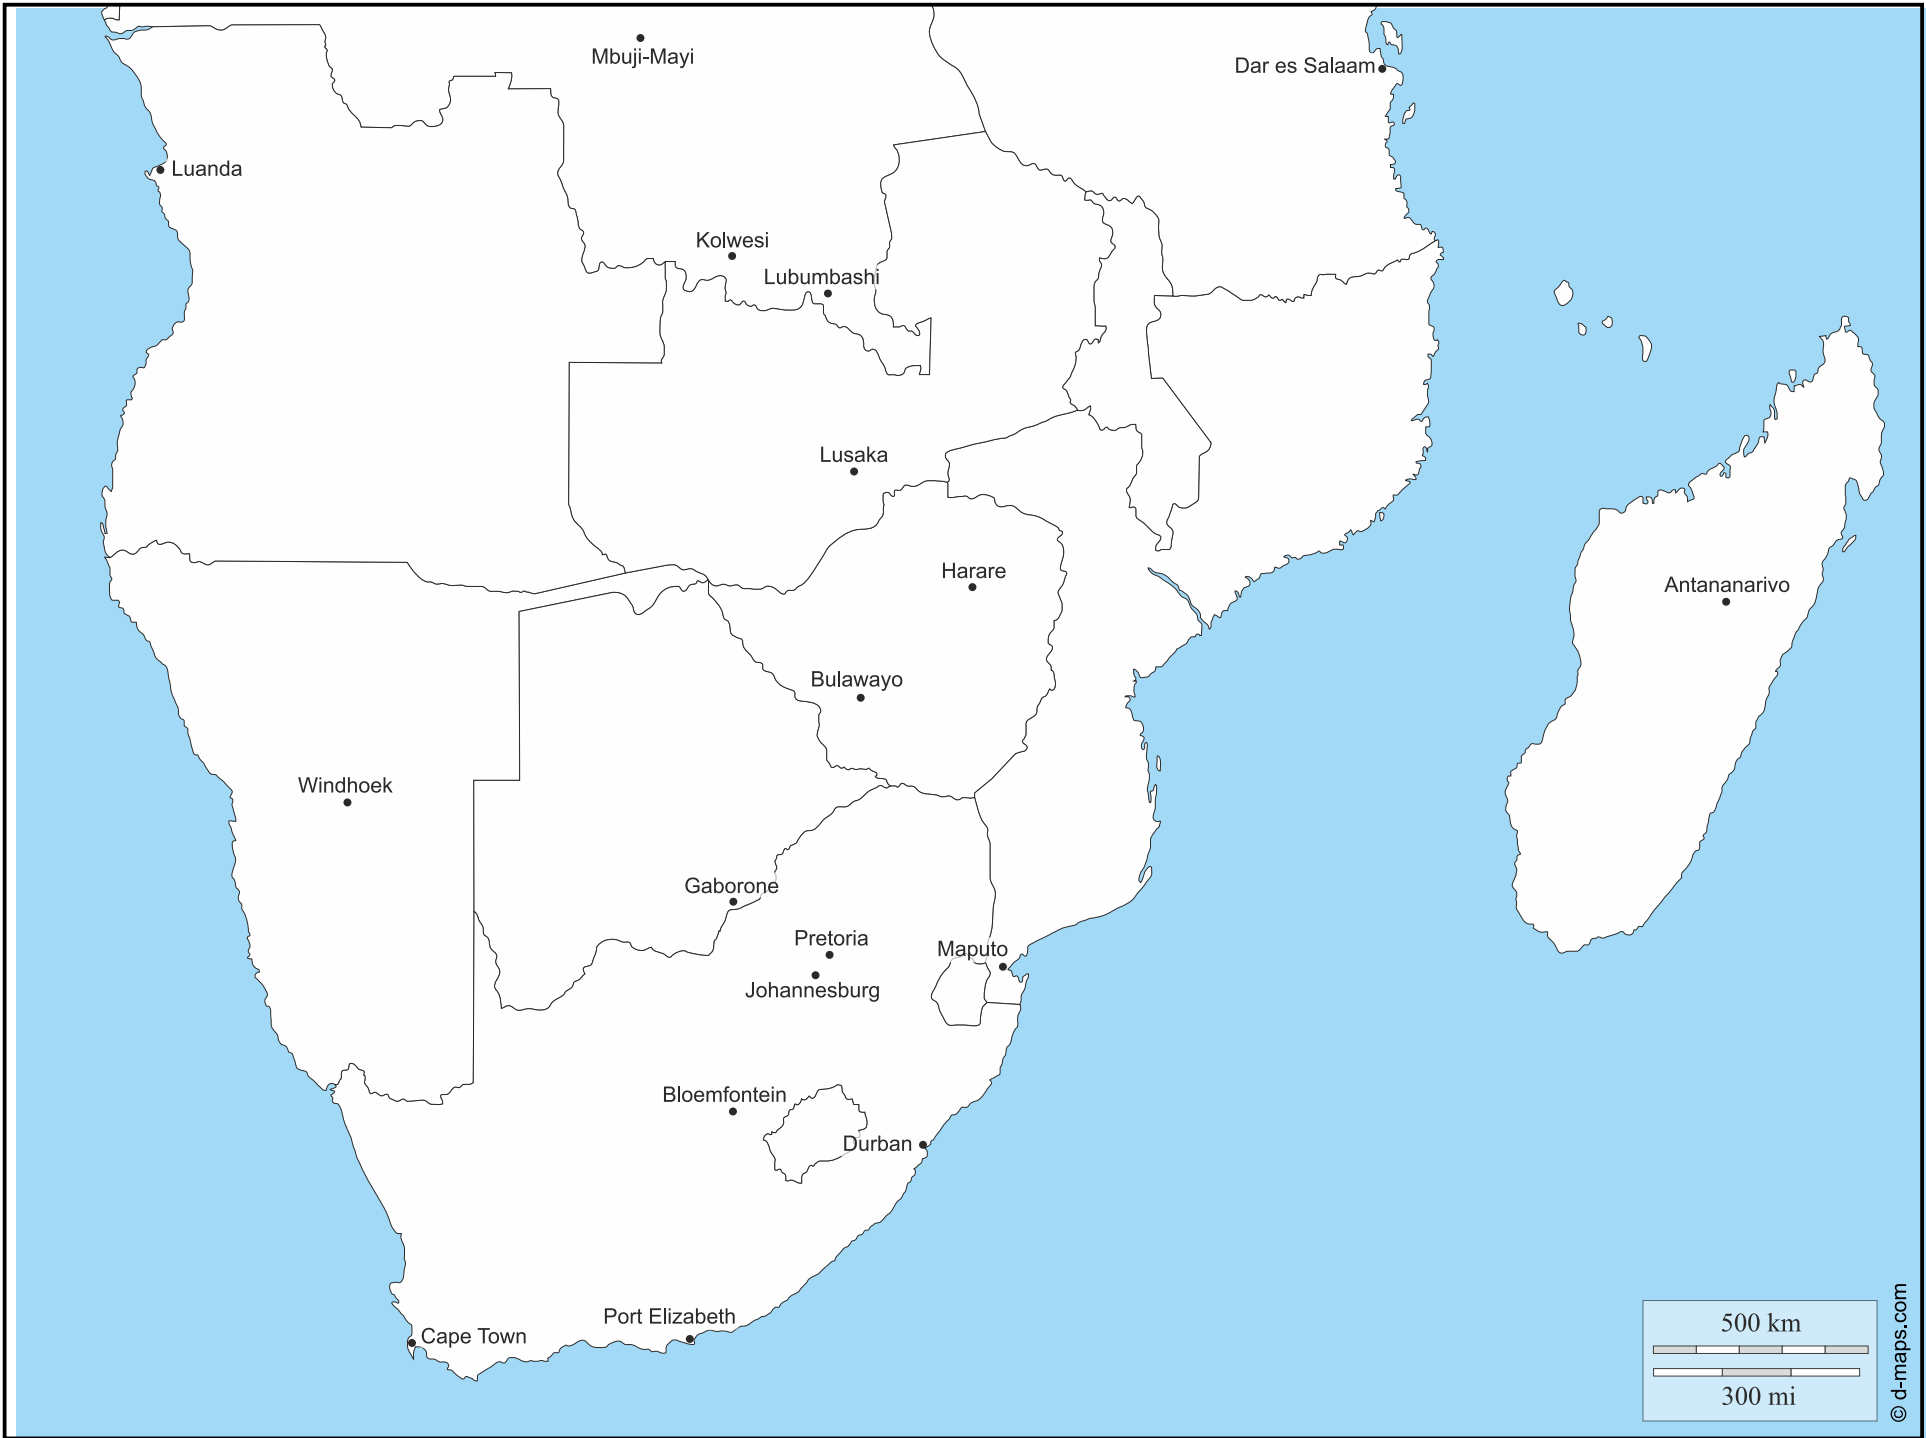 Mbuji-Mayi
Dar es Salaam
Luanda
Kolwesi
Lubumbashi
Lusaka
Harare
Antananarivo
Bulawayo
Windhoek
Gaborone
Pretoria
Maputo
Johannesburg
Bloemfontein
Durban
Port Elizabeth
Cape Town
500 km
300 mi
© d-maps.com